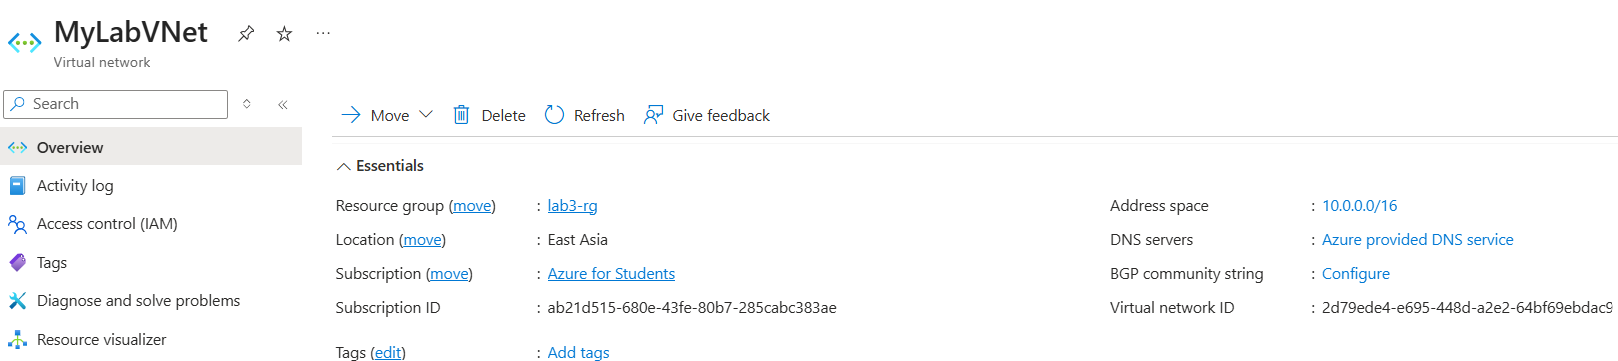 MyLabVNet
Virtual network
Search
Overview
Activity log
Access control (IAM)
Tags
Diagnose and solve problems
Resource visualizer
Move
Delete
Refresh
Give feedback
Essentials
Resource group (move) : lab3-rg
Location (move) : East Asia
Subscription (move) : Azure for Students
Subscription ID : ab21d515-680e-43fe-80b7-285cabc383ae
Tags (edit) : Add tags
Address space : 10.0.0.0/16
DNS servers : Azure provided DNS service
BGP community string : Configure
Virtual network ID : 2d79ede4-e695-448d-a2e2-64bf69ebdac9